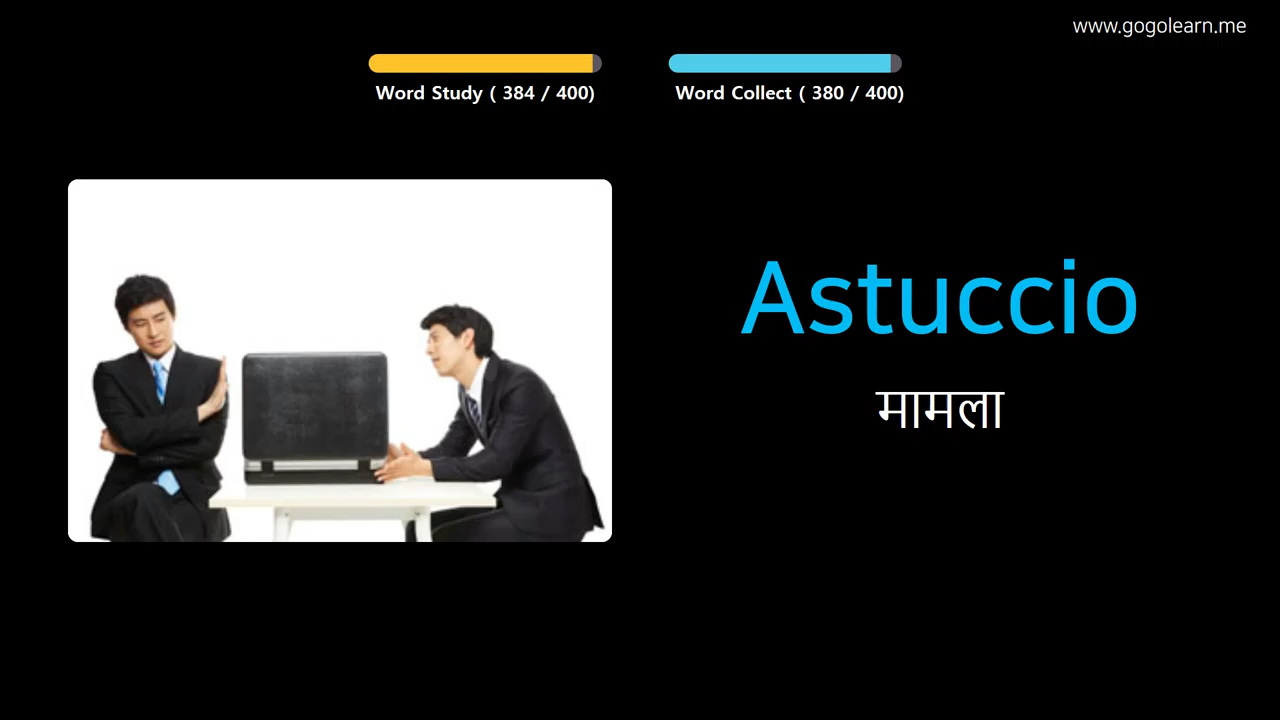 www.gogolearn.me
Word Study ( 384 / 400)
Word Collect ( 380 / 400)
Astuccio
मामला